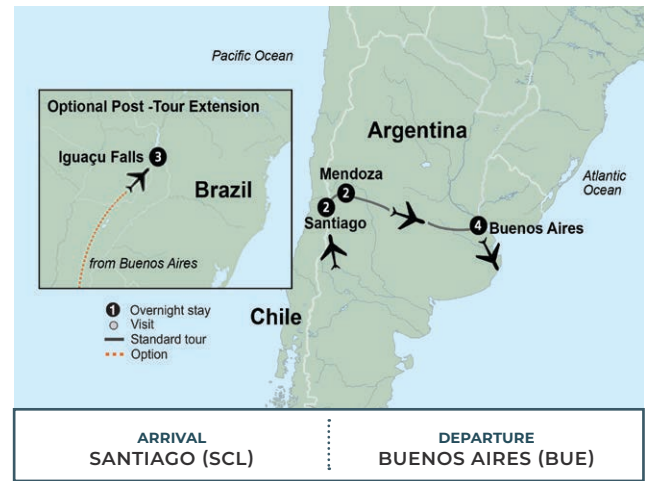 Pacific Ocean
Optional Post -Tour Extension
Iguaçu Falls 3
Brazil
from Buenos Aires
Argentina
Mendoza
2
2
Santiago
4 Buenos Aires
Atlantic
Ocean
Chile
1 Overnight stay
Visit
Standard tour
Option
ARRIVAL
SANTIAGO (SCL)
DEPARTURE
BUENOS AIRES (BUE)